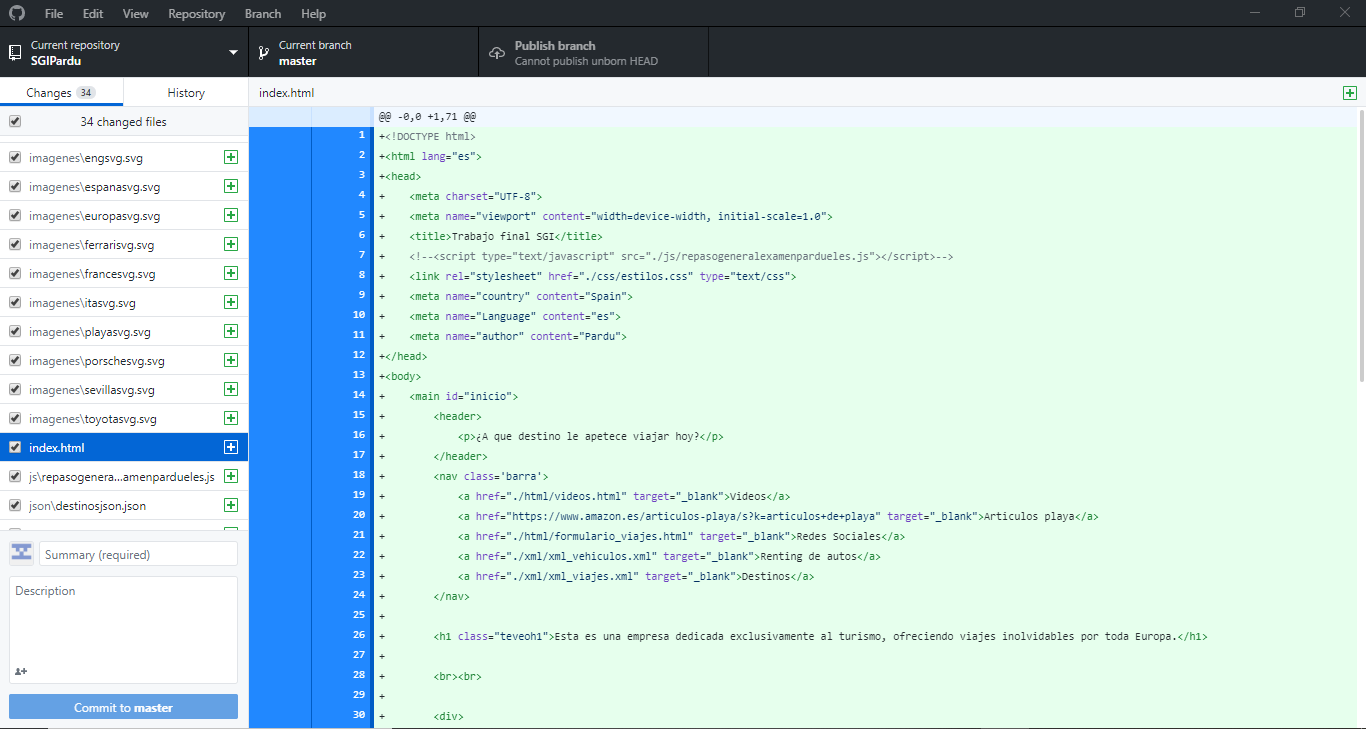 File Edit View Repository Branch Help
Current repository
SGIPardu
Current branch
master
Publish branch
Cannot publish unborn HEAD
Changes 34
History
index.html
34 changed files
imagenes\engsvg.svg
imagenes\espanasvg.svg
imagenes\europasvg.svg
imagenes\ferrarisvg.svg
imagenes\francesvg.svg
imagenes\itasvg.svg
imagenes\playasvg.svg
imagenes\porschesvg.svg
imagenes\sevillasvg.svg
imagenes\toyotasvg.svg
index.html
js\repasogenera...amenpardueles.js
json\destinosjson.json
Summary (required)
Description
Commit to master
@@ -0,0 +1,71 @@
1 +<!DOCTYPE html>
2 +<html lang="es">
3 +<head>
4 +    <meta charset="UTF-8">
5 +    <meta name="viewport" content="width=device-width, initial-scale=1.0">
6 +    <title>Trabajo final SGI</title>
7 +    <!--<script type="text/javascript" src="./js/repasogeneralexamenpardueles.js"></script>-->
8 +    <link rel="stylesheet" href="./css/estilos.css" type="text/css">
9 +    <meta name="country" content="Spain">
10 +    <meta name="Language" content="es">
11 +    <meta name="author" content="Pardu">
12 +</head>
13 +<body>
14 +    <main id="inicio">
15 +        <header>
16 +            <p>¿A que destino le apetece viajar hoy?</p>
17 +        </header>
18 +        <nav class='barra'>
19 +            <a href="./html/videos.html" target="_blank">Videos</a>
20 +            <a href="https://www.amazon.es/articulos-playa/s?k=articulos+de+playa" target="_blank">Articulos playa</a>
21 +            <a href="./html/formulario_viajes.html" target="_blank">Redes Sociales</a>
22 +            <a href="./xml/xml_vehiculos.xml" target="_blank">Renting de autos</a>
23 +            <a href="./xml/xml_viajes.xml" target="_blank">Destinos</a>
24 +        </nav>
25 +
26 +        <h1 class="teveoh1">Esta es una empresa dedicada exclusivamente al turismo, ofreciendo viajes inolvidables por toda Europa.</h1>
27 +
28 +        <br><br>
29 +
30 +        <div>